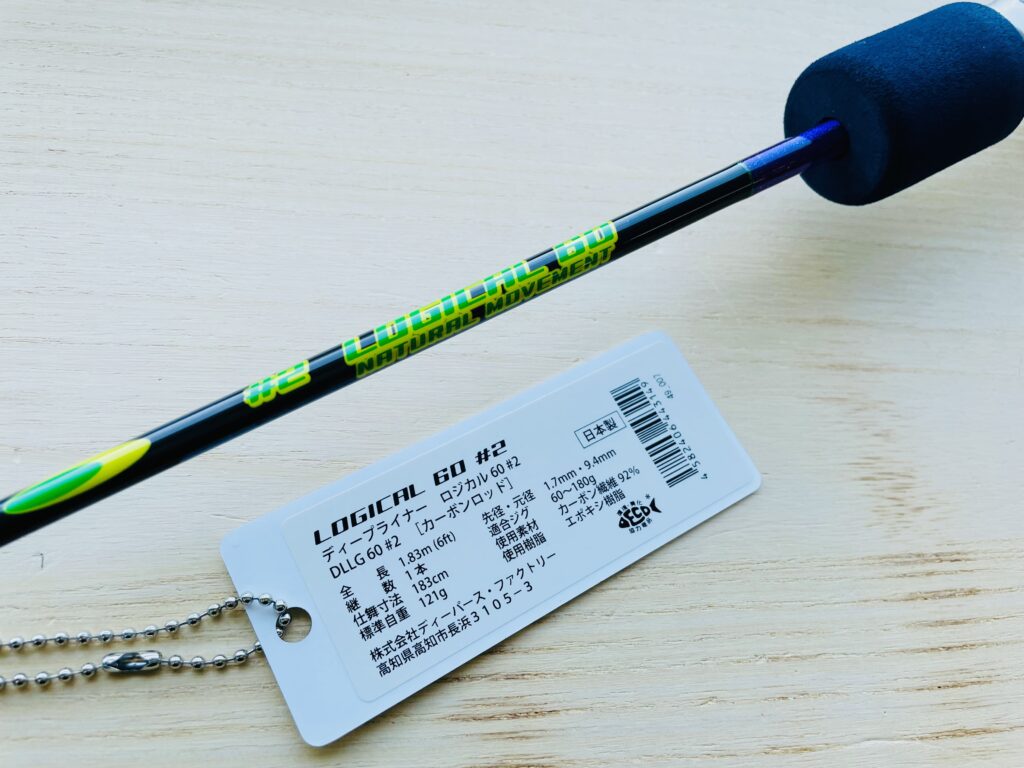 #2 LOGICAL 60
NATURAL MOVEMENT
LOGICAL 60 #2
ディープライナー ロジカル 60 #2
DLLG 60 #2 ［カーボンロッド］
全長 1.83m (6ft)
継数 1本
仕舞寸法 183cm
標準自重 121g
先径・元径 1.7mm・9.4mm
適合ジグ 60～180g
使用素材 カーボン繊維 92%
使用樹脂 エポキシ樹脂
株式会社ディーパース・ファクトリー
高知県高知市長浜3105-3
日本製
4 582406 443149
49_007